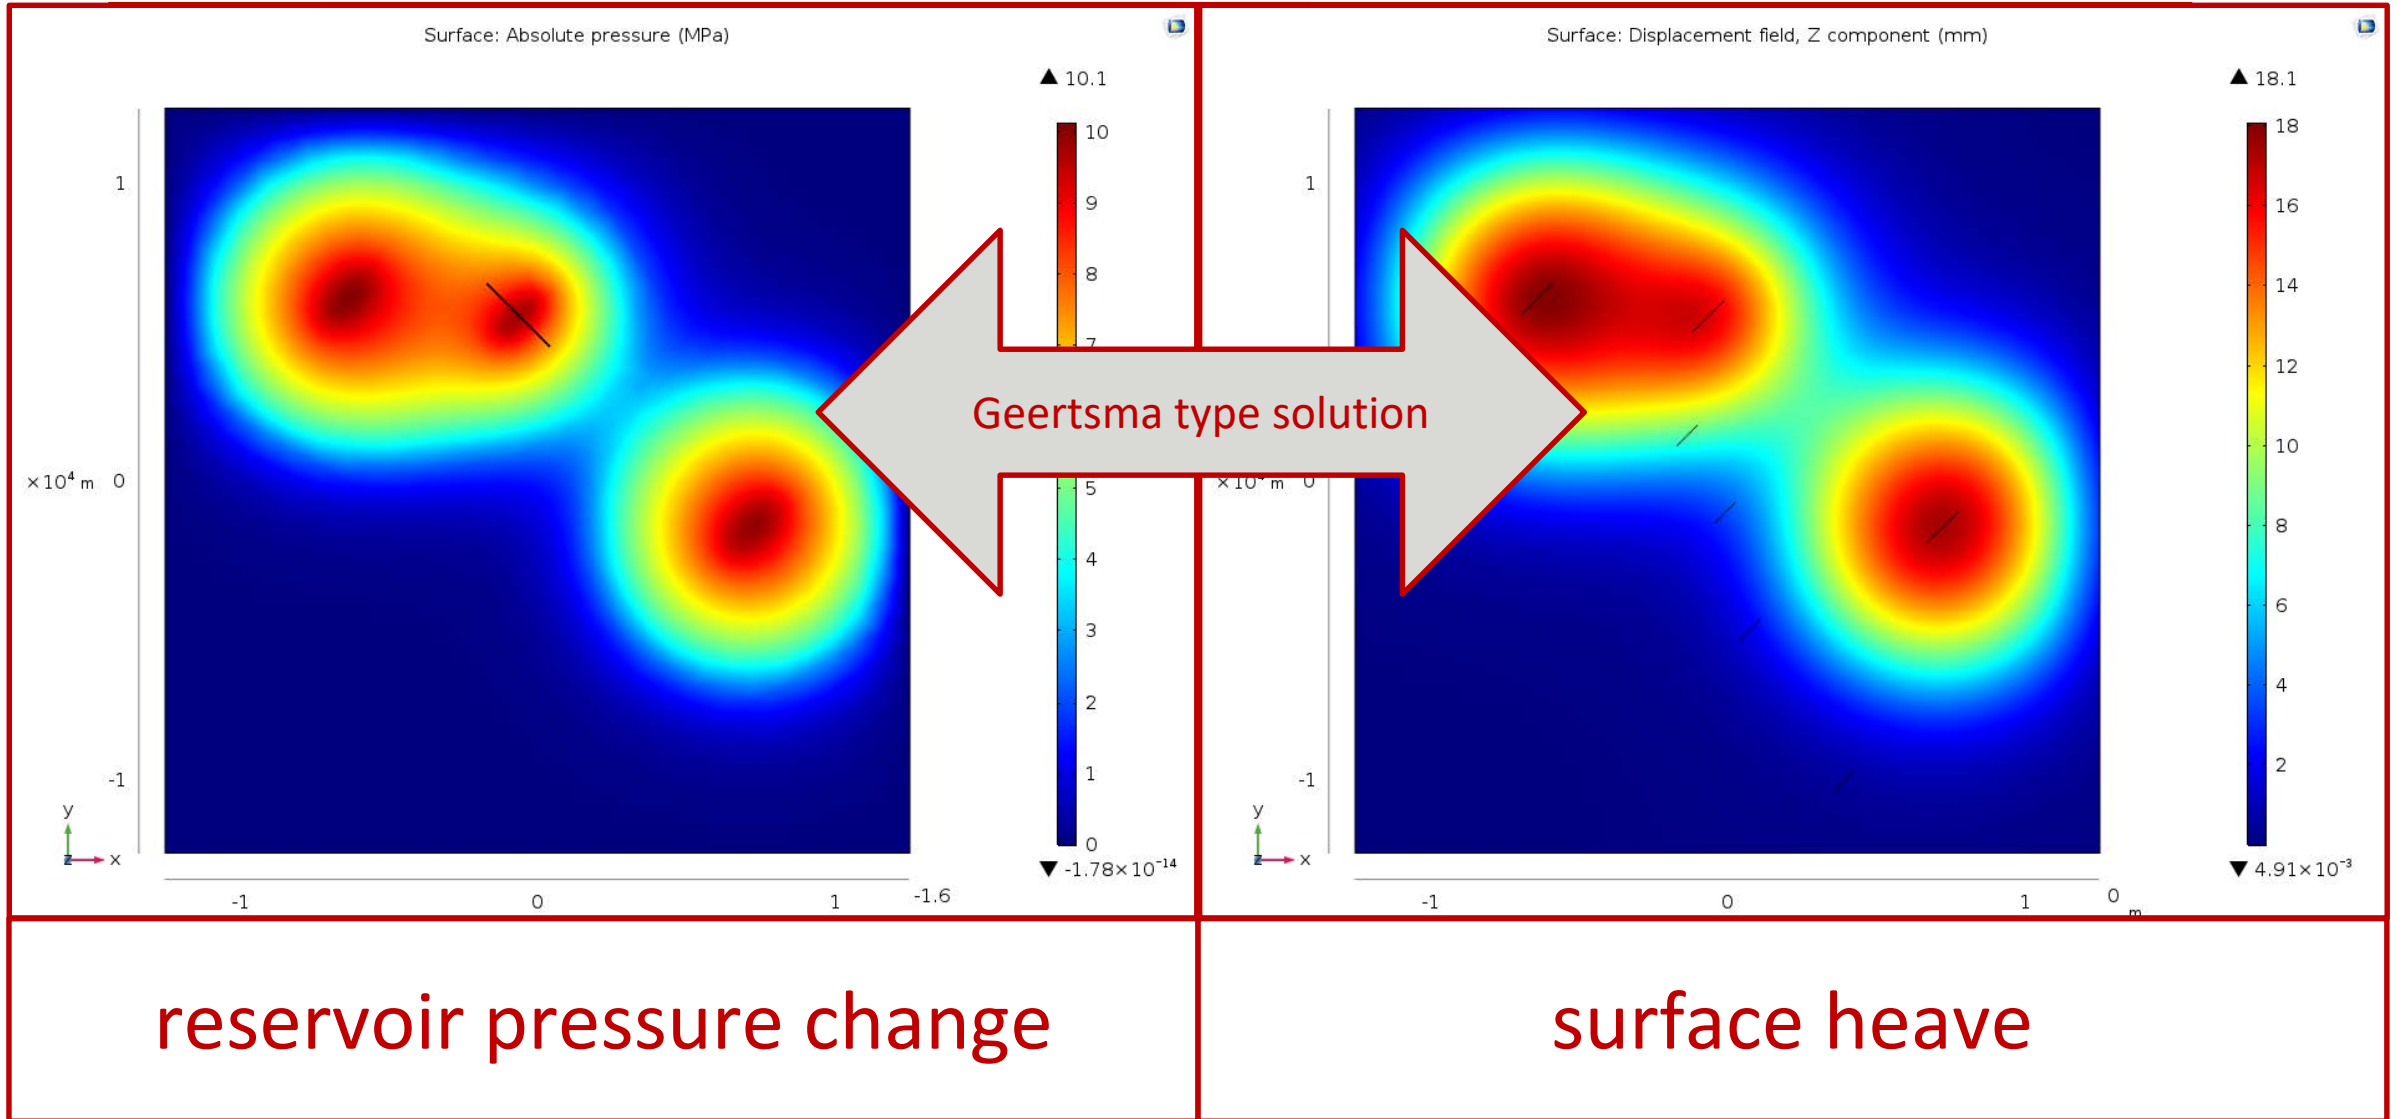 Surface: Absolute pressure (MPa)
▲ 10.1
10
9
8
7
5
4
3
2
1
0
▼ -1.78×10⁻¹⁴
1
×10⁴ m 0
-1
y
z x
-1 0 1 -1.6
Surface: Displacement field, Z component (mm)
▲ 18.1
18
16
14
12
10
8
6
4
2
▼ 4.91×10⁻³
1
×10⁴ m 0
-1
y
z x
-1 0 1 0
m
Geertsma type solution
reservoir pressure change
surface heave